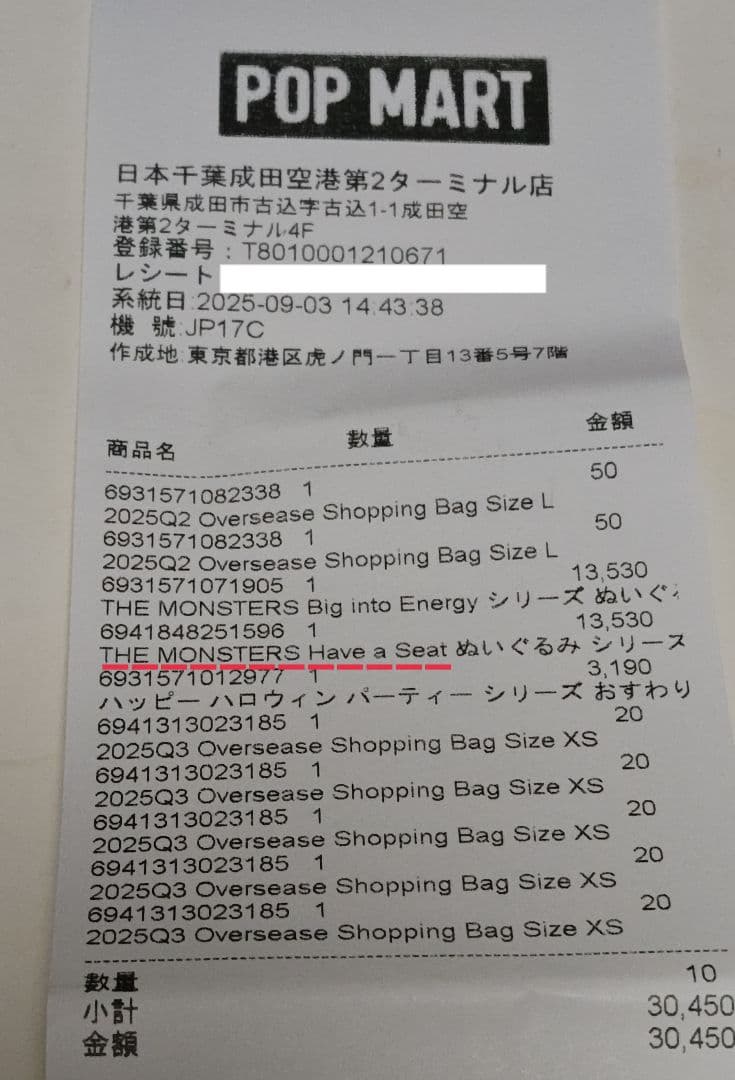 POP MART
日本千葉成田空港第2ターミナル店
千葉県成田市古込字古込1-1成田空
港第2ターミナル4F
登録番号：T8010001210671
レシート
系統日:2025-09-03 14:43:38
機 號:JP17C
作成地:東京都港区虎ノ門一丁目13番5号7階
商品名 数量 金額
6931571082338 1 50
2025Q2 Oversease Shopping Bag Size L
6931571082338 1 50
2025Q2 Oversease Shopping Bag Size L
6931571071905 1 13,530
THE MONSTERS Big into Energy シリーズ ぬいぐ
6941848251596 1 13,530
THE MONSTERS Have a Seat ぬいぐるみ シリーズ
6931571012977 1 3,190
ハッピー ハロウィン パーティー シリーズ おすわり
6941313023185 1 20
2025Q3 Oversease Shopping Bag Size XS
6941313023185 1 20
2025Q3 Oversease Shopping Bag Size XS
6941313023185 1 20
2025Q3 Oversease Shopping Bag Size XS
6941313023185 1 20
2025Q3 Oversease Shopping Bag Size XS
6941313023185 1 20
2025Q3 Oversease Shopping Bag Size XS
数量 10
小計 30,450
金額 30,450